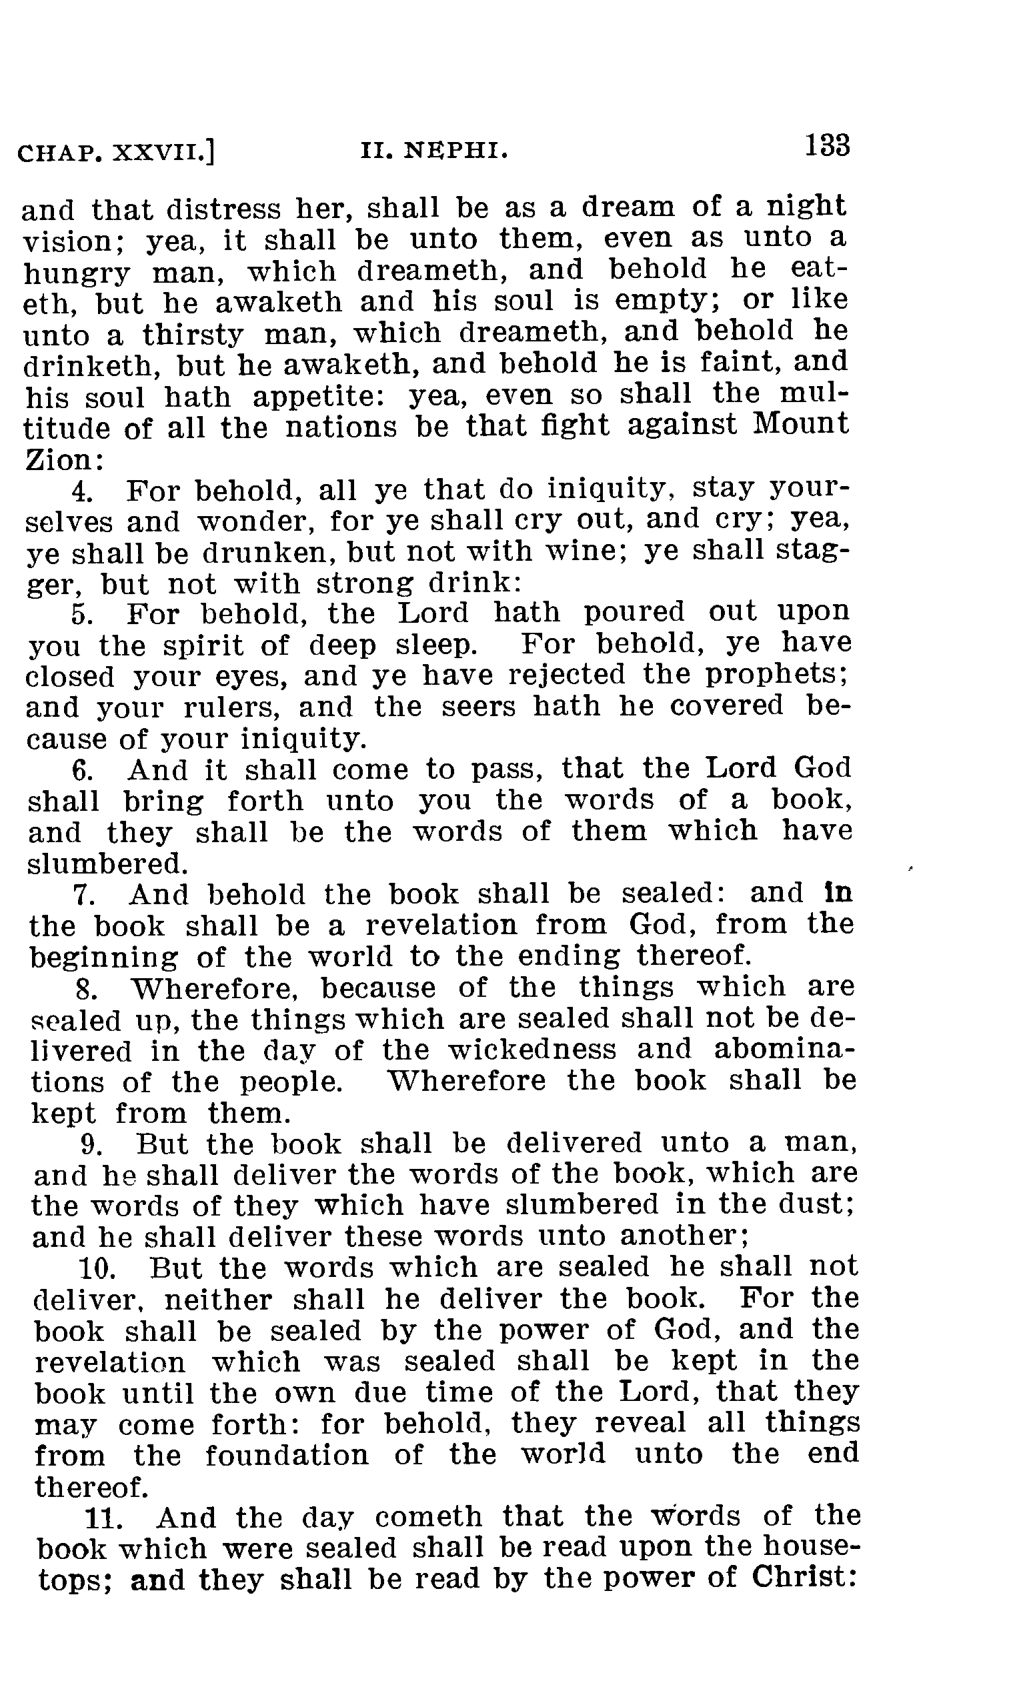 CHAP. XXVII.] II. NEPHI. 133
and that distress her, shall be as a dream of a night
vision; yea, it shall be unto them, even as unto a
hungry man, which dreameth, and behold he eat-
eth, but he awaketh and his soul is empty; or like
unto a thirsty man, which dreameth, and behold he
drinketh, but he awaketh, and behold he is faint, and
his soul hath appetite: yea, even so shall the mul-
titude of all the nations be that fight against Mount
Zion:
4. For behold, all ye that do iniquity, stay your-
selves and wonder, for ye shall cry out, and cry; yea,
ye shall be drunken, but not with wine; ye shall stag-
ger, but not with strong drink:
5. For behold, the Lord hath poured out upon
you the spirit of deep sleep. For behold, ye have
closed your eyes, and ye have rejected the prophets;
and your rulers, and the seers hath he covered be-
cause of your iniquity.
6. And it shall come to pass, that the Lord God
shall bring forth unto you the words of a book,
and they shall be the words of them which have
slumbered.
7. And behold the book shall be sealed: and in
the book shall be a revelation from God, from the
beginning of the world to the ending thereof.
8. Wherefore, because of the things which are
sealed up, the things which are sealed shall not be de-
livered in the day of the wickedness and abomina-
tions of the people. Wherefore the book shall be
kept from them.
9. But the book shall be delivered unto a man,
and he shall deliver the words of the book, which are
the words of they which have slumbered in the dust;
and he shall deliver these words unto another;
10. But the words which are sealed he shall not
deliver, neither shall he deliver the book. For the
book shall be sealed by the power of God, and the
revelation which was sealed shall be kept in the
book until the own due time of the Lord, that they
may come forth: for behold, they reveal all things
from the foundation of the world unto the end
thereof.
11. And the day cometh that the words of the
book which were sealed shall be read upon the house-
tops; and they shall be read by the power of Christ: